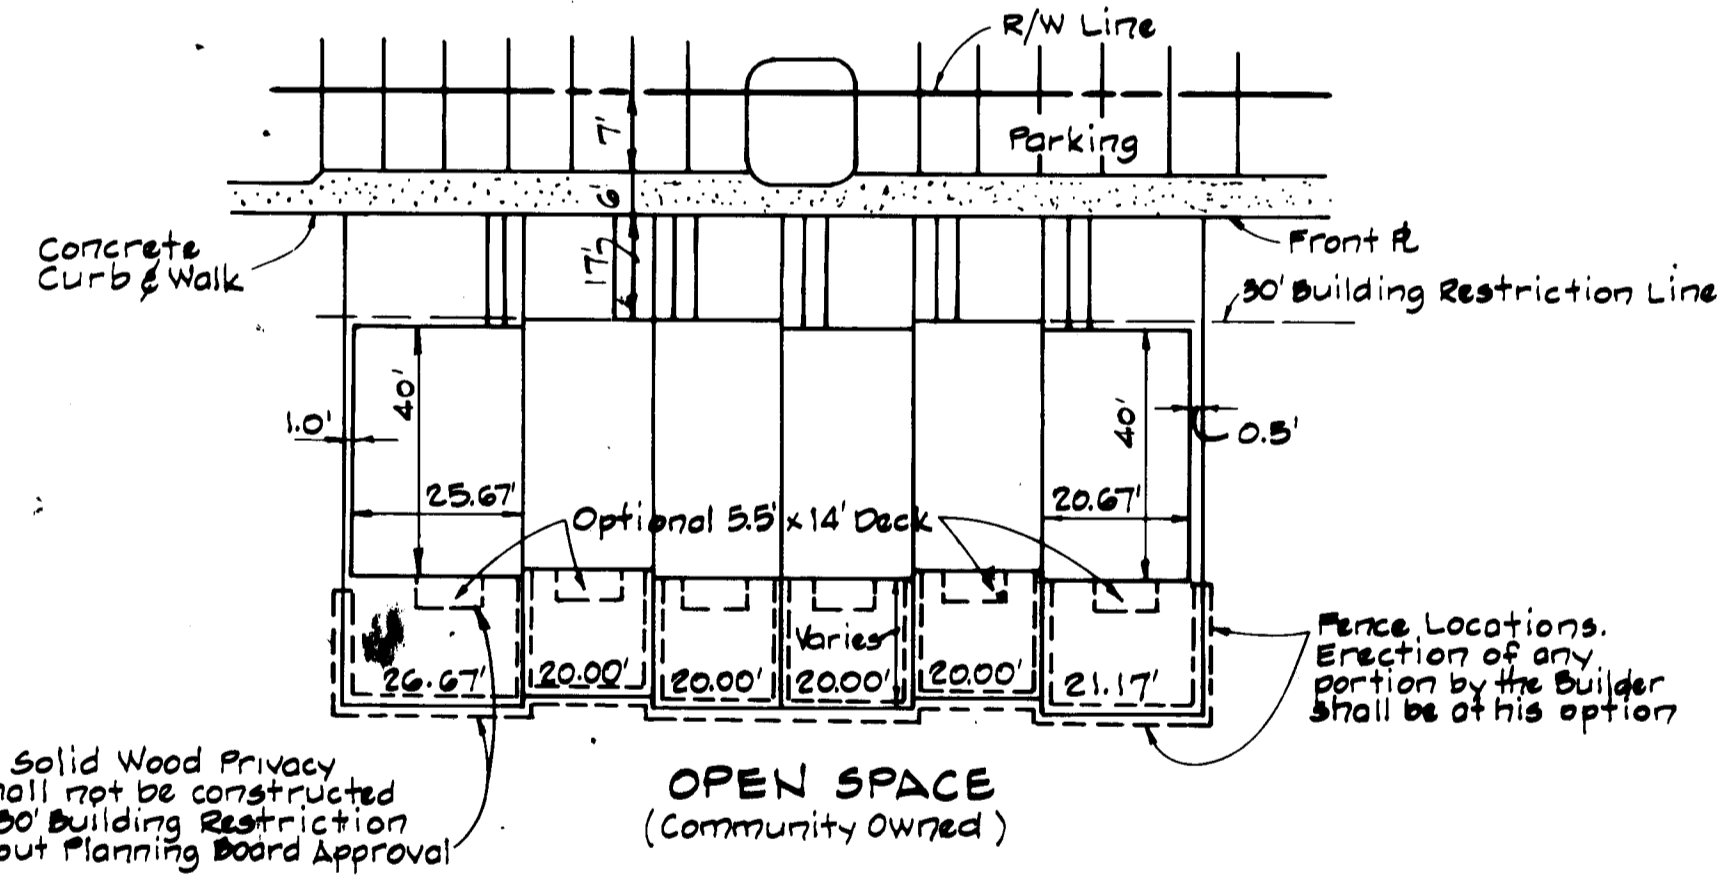 R/W Line
7'
Parking
6'
17'
Concrete
Curb & Walk
Front PL
30' Building Restriction Line
40'
40'
1.0'
0.5'
25.67'
20.67'
Optional 5.5' x 14' Deck
Varies
26.67'
20.00'
20.00'
20.00'
20.00'
21.17'
Fence Locations.
Erection of any
portion by the Builder
shall be at his option
Solid Wood Privacy
hall not be constructed
30' Building Restriction
out Planning Board Approval
OPEN SPACE
(Community Owned)